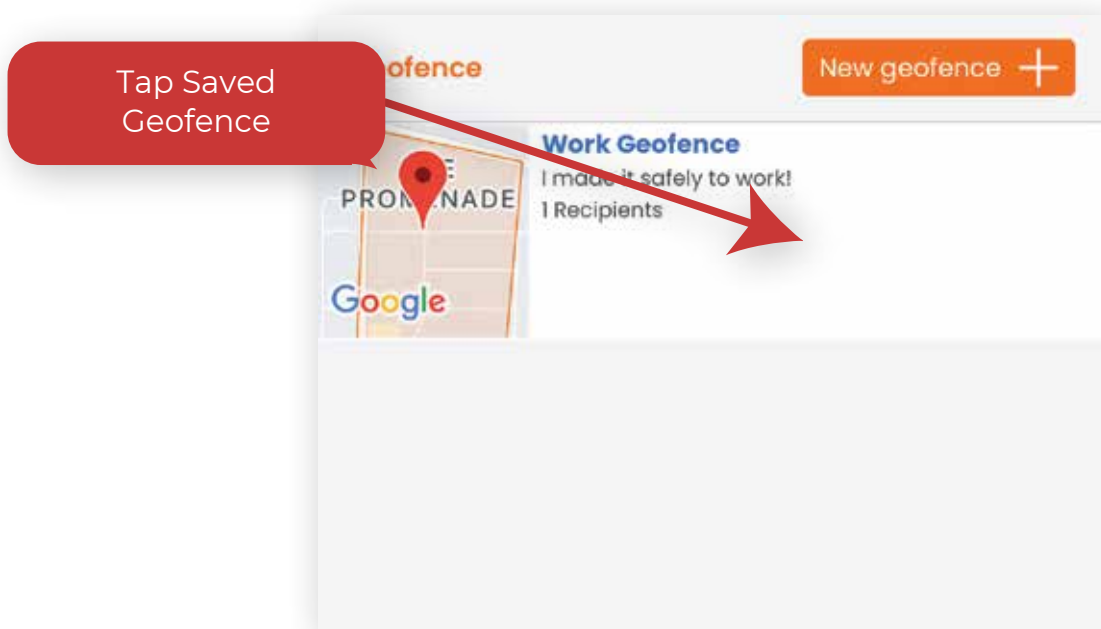 Tap Saved
Geofence
ofence
New geofence
Work Geofence
I made it safely to work!
1 Recipients
E
PROM NADE
Google